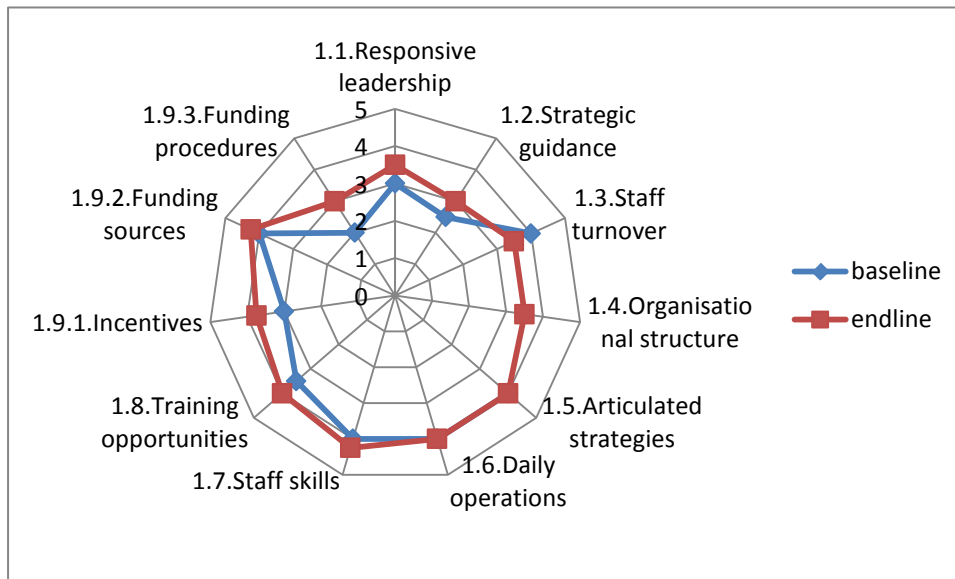 1.1.Responsive
leadership
1.2.Strategic
guidance
1.3.Staff
turnover
1.4.Organisatio
nal structure
1.5.Articulated
strategies
1.6.Daily
operations
1.7.Staff skills
1.8.Training
opportunities
1.9.1.Incentives
1.9.2.Funding
sources
1.9.3.Funding
procedures
5
4
3
2
1
0
baseline
endline